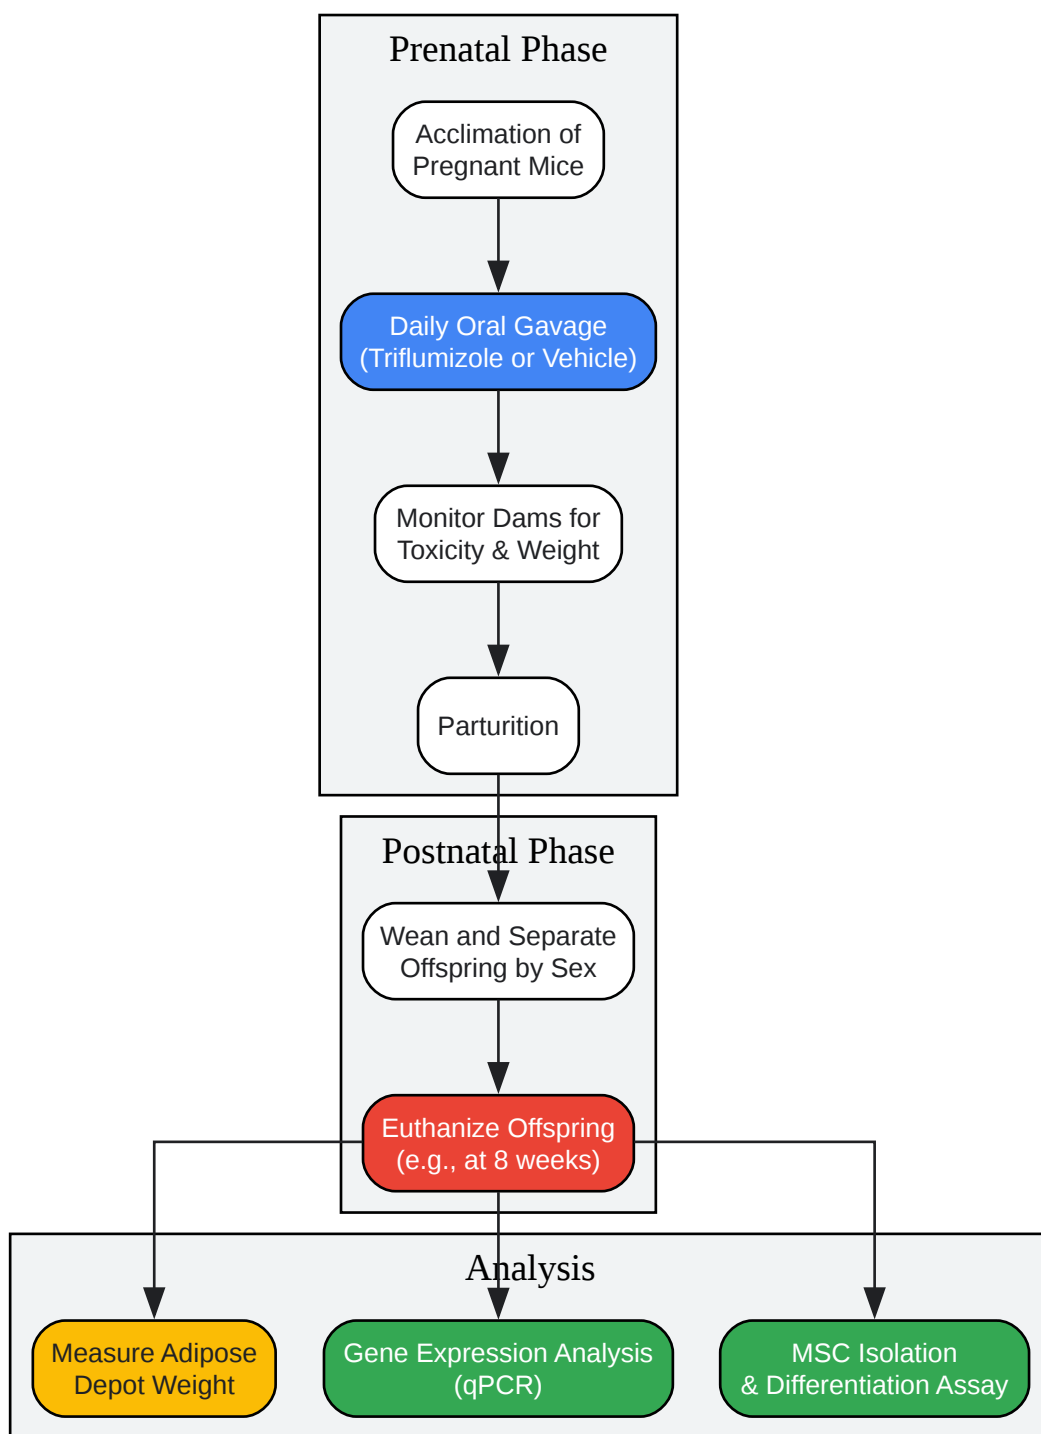 Prenatal Phase
Acclimation of
Pregnant Mice
Daily Oral Gavage
(Triflumizole or Vehicle)
Monitor Dams for
Toxicity & Weight
Parturition
Postnatal Phase
Wean and Separate
Offspring by Sex
Euthanize Offspring
(e.g., at 8 weeks)
Analysis
Measure Adipose
Depot Weight
Gene Expression Analysis
(qPCR)
MSC Isolation
& Differentiation Assay